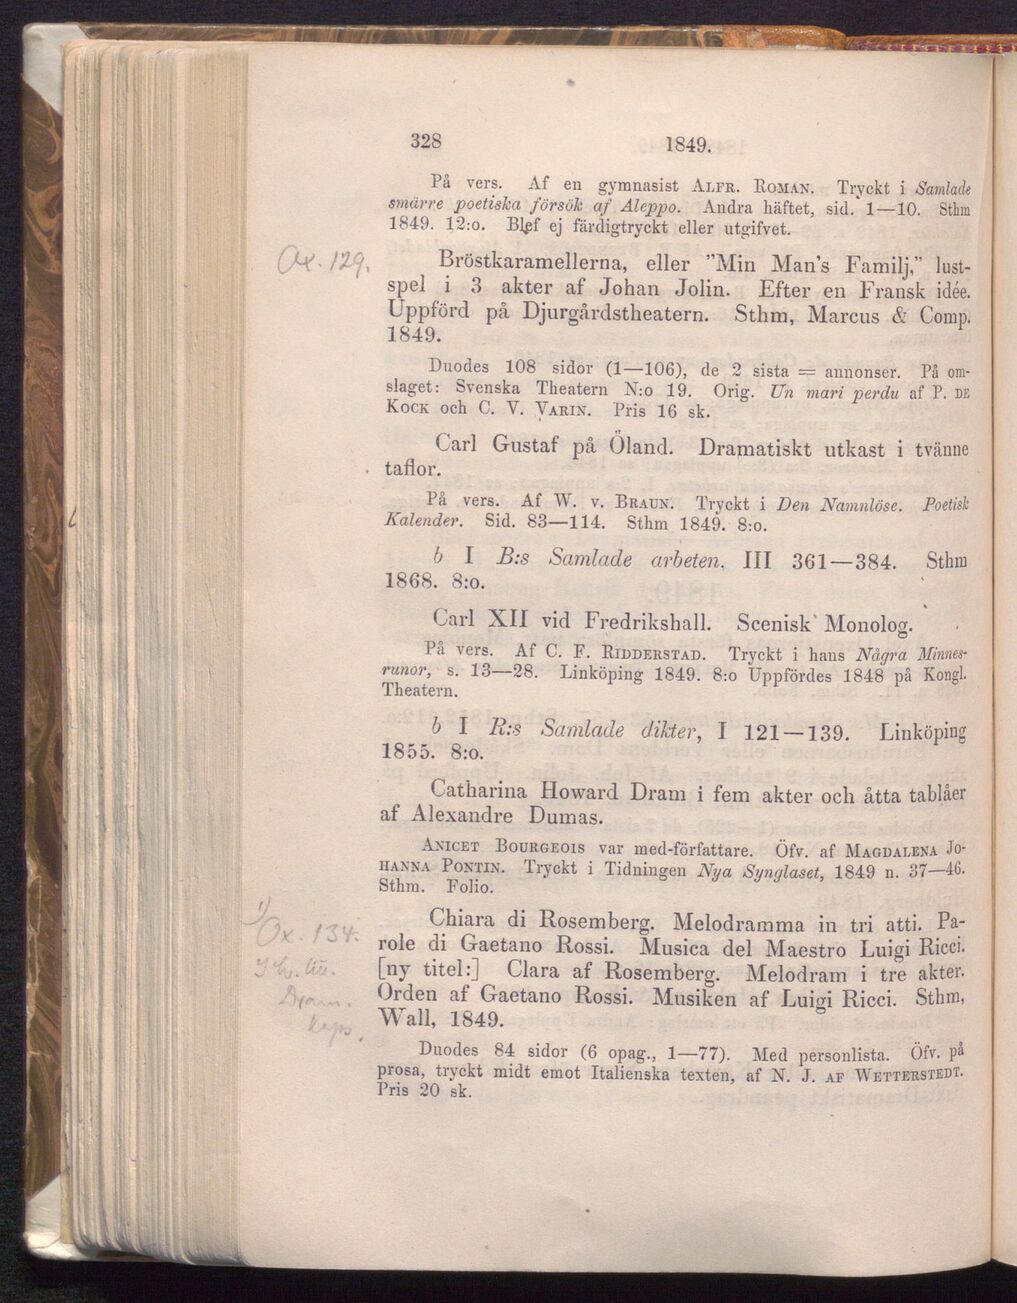 328 1849.
På vers. Af en gymnasist ALFR. ROMAN. Tryckt i Samlade
smärre poetiska försök af Aleppo. Andra häftet, sid. 1—10. Sthm
1849. 12:o. Blef ej färdigtryckt eller utgifvet.
Ox. 129.
Bröstkaramellerna, eller ”Min Man's Familj,” lust-
spel i 3 akter af Johan Jolin. Efter en Fransk idée.
Uppförd på Djurgårdstheatern. Sthm, Marcus & Comp.
1849.
Duodes 108 sidor (1—106), de 2 sista = annonser. På om-
slaget: Svenska Theatern N:o 19. Orig. Un mari perdu af P. DE
KOCK och C. V. VARIN. Pris 16 sk.
Carl Gustaf på Öland. Dramatiskt utkast i tvänne
taflor.
På vers. Af W. v. BRAUN. Tryckt i Den Namnlöse. Poetisk
Kalender. Sid. 83—114. Sthm 1849. 8:o.
b I B:s Samlade arbeten, III 361—384. Sthm
1868. 8:o.
Carl XII vid Fredrikshall. Scenisk Monolog.
På vers. Af C. F. RIDDERSTAD. Tryckt i hans Några Minnes-
runor, s. 13—28. Linköping 1849. 8:o Uppfördes 1848 på Kongl.
Theatern.
b I R:s Samlade dikter, I 121—139. Linköping
1855. 8:o.
Catharina Howard Dram i fem akter och åtta tablåer
af Alexandre Dumas.
ANICET BOURGEOIS var med-författare. Öfv. af MAGDALENA JO-
HANNA PONTIN. Tryckt i Tidningen Nya Synglaset, 1849 n. 37—46.
Sthm. Folio.
1) Ox. 134.
Chiara di Rosemberg. Melodramma in tri atti. Pa-
role di Gaetano Rossi. Musica del Maestro Luigi Ricci.
[ny titel:] Clara af Rosemberg. Melodram i tre akter.
Orden af Gaetano Rossi. Musiken af Luigi Ricci. Sthm,
Wall, 1849.
Dram.
Duodes 84 sidor (6 opag., 1—77). Med personlista. Öfv. på
prosa, tryckt midt emot Italienska texten, af N. J. AF WETTERSTEDT.
Pris 20 sk.